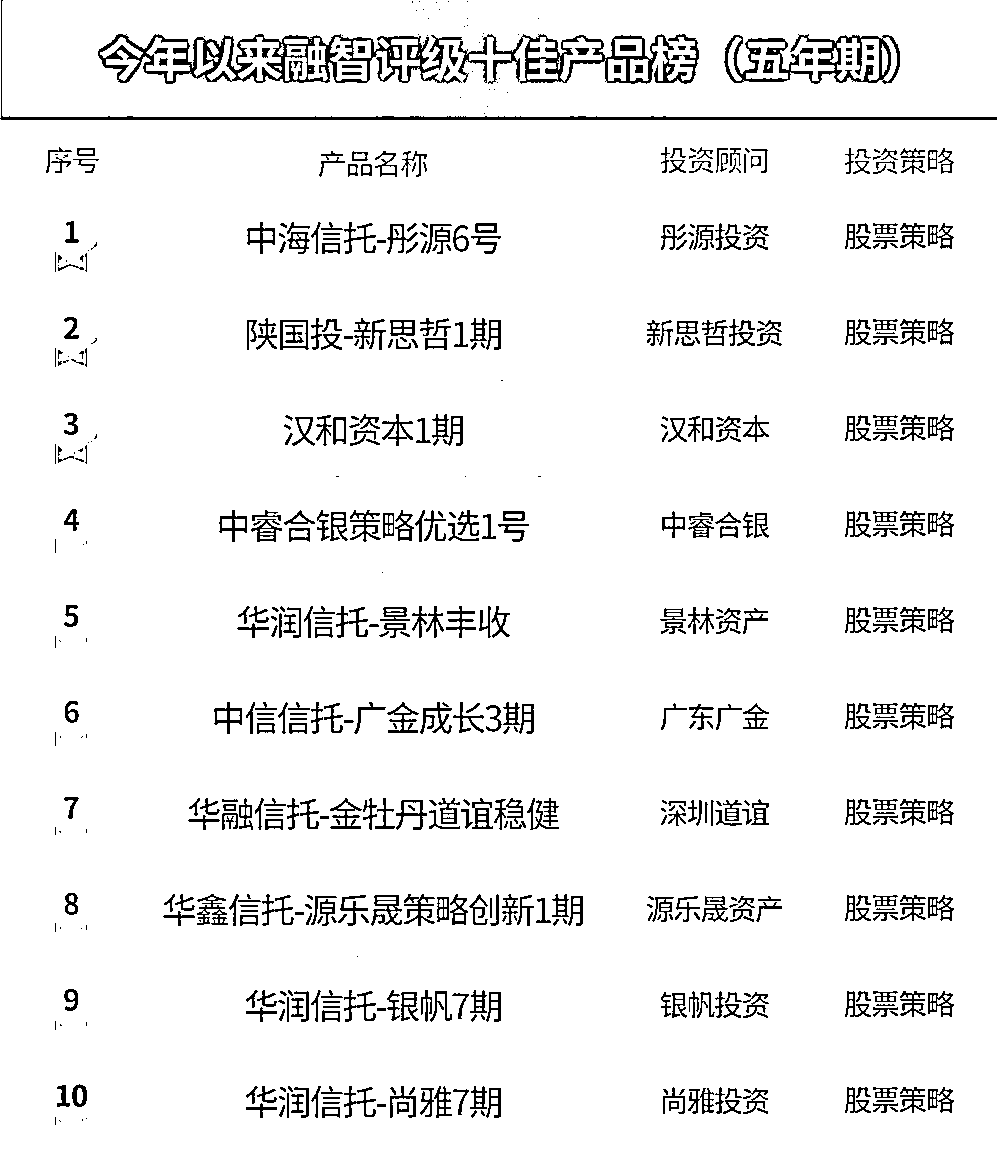 今年以来融智评级十佳产品榜（五年期）
序号 产品名称 投资顾问 投资策略
1 中海信托-彤源6号 彤源投资 股票策略
2 陕国投-新思哲1期 新思哲投资 股票策略
3 汉和资本1期 汉和资本 股票策略
4 中睿合银策略优选1号 中睿合银 股票策略
5 华润信托-景林丰收 景林资产 股票策略
6 中信信托-广金成长3期 广东广金 股票策略
7 华融信托-金牡丹道谊稳健 深圳道谊 股票策略
8 华鑫信托-源乐晟策略创新1期 源乐晟资产 股票策略
9 华润信托-银帆7期 银帆投资 股票策略
10 华润信托-尚雅7期 尚雅投资 股票策略